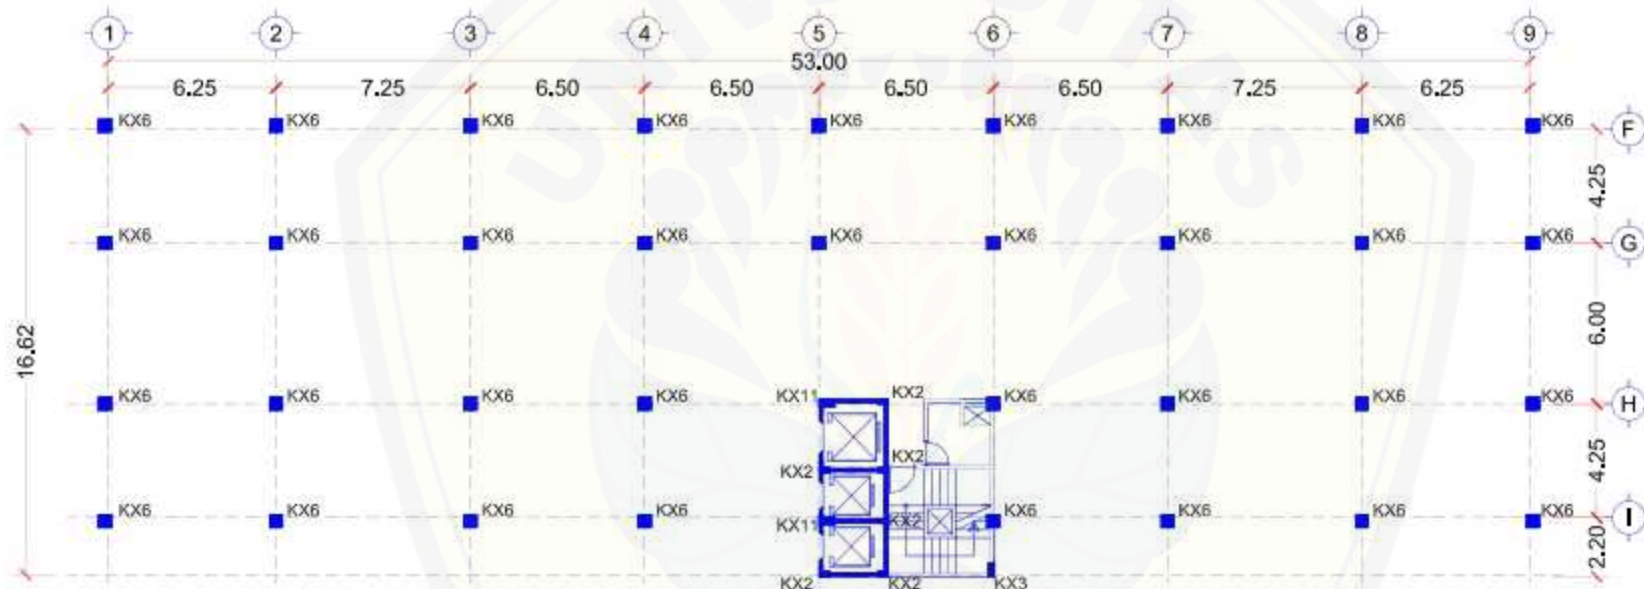 1 2 3 4 5 6 7 8 9
53.00
6.25 7.25 6.50 6.50 6.50 6.50 7.25 6.25
KX6 KX6 KX6 KX6 KX6 KX6 KX6 KX6 KX6 F
UNIVERSITAS
4.25
KX6 KX6 KX6 KX6 KX6 KX6 KX6 KX6 KX6 G
16.62
6.00
KX6 KX6 KX6 KX6 KX11 KX2 KX6 KX6 KX6 KX6 H
KX2 KX2
4.25
KX6 KX6 KX6 KX6 KX11 KX2 KX6 KX6 KX6 KX6 I
2.20
KX2 KX2 KX3